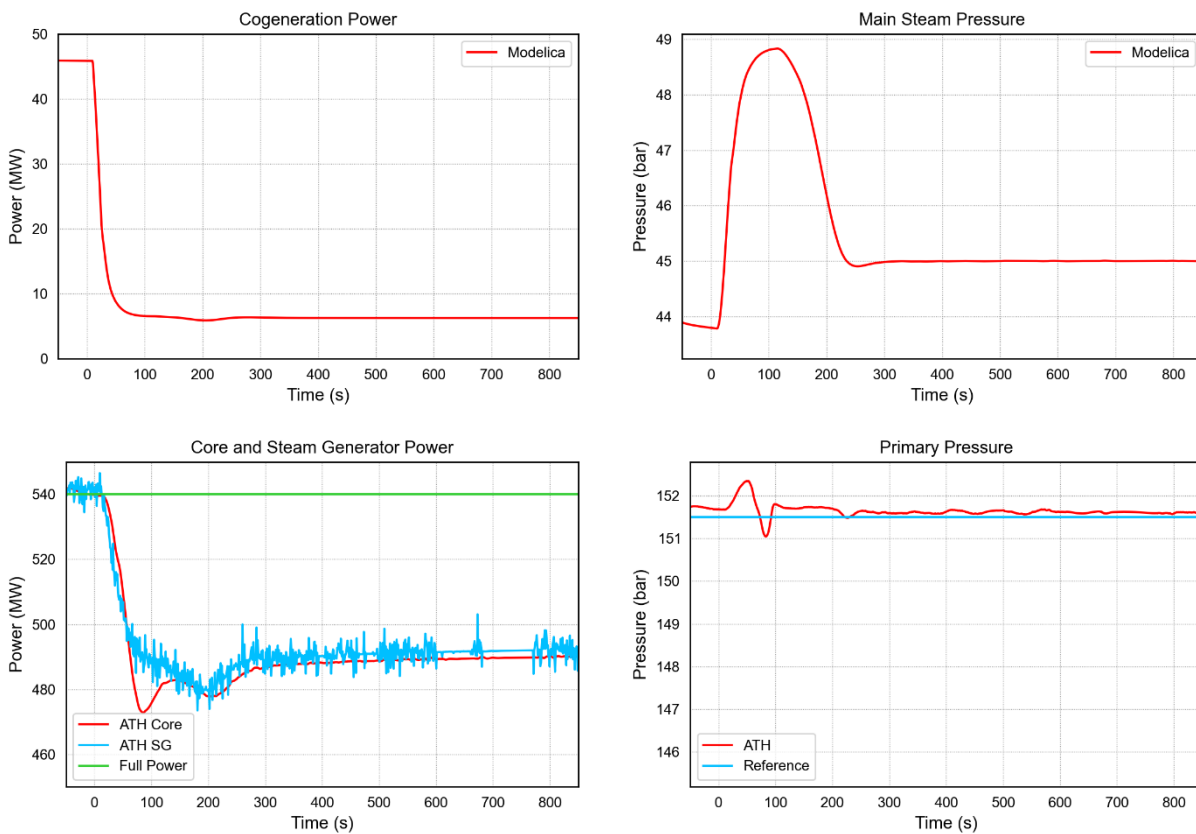 Cogeneration Power
50
40
30
20
10
0
Power (MW)
Modelica
0 100 200 300 400 500 600 700 800
Time (s)
Main Steam Pressure
49
48
47
46
45
44
Pressure (bar)
Modelica
0 100 200 300 400 500 600 700 800
Time (s)
Core and Steam Generator Power
540
520
500
480
460
Power (MW)
ATH Core
ATH SG
Full Power
0 100 200 300 400 500 600 700 800
Time (s)
Primary Pressure
152
151
150
149
148
147
146
Pressure (bar)
ATH
Reference
0 100 200 300 400 500 600 700 800
Time (s)